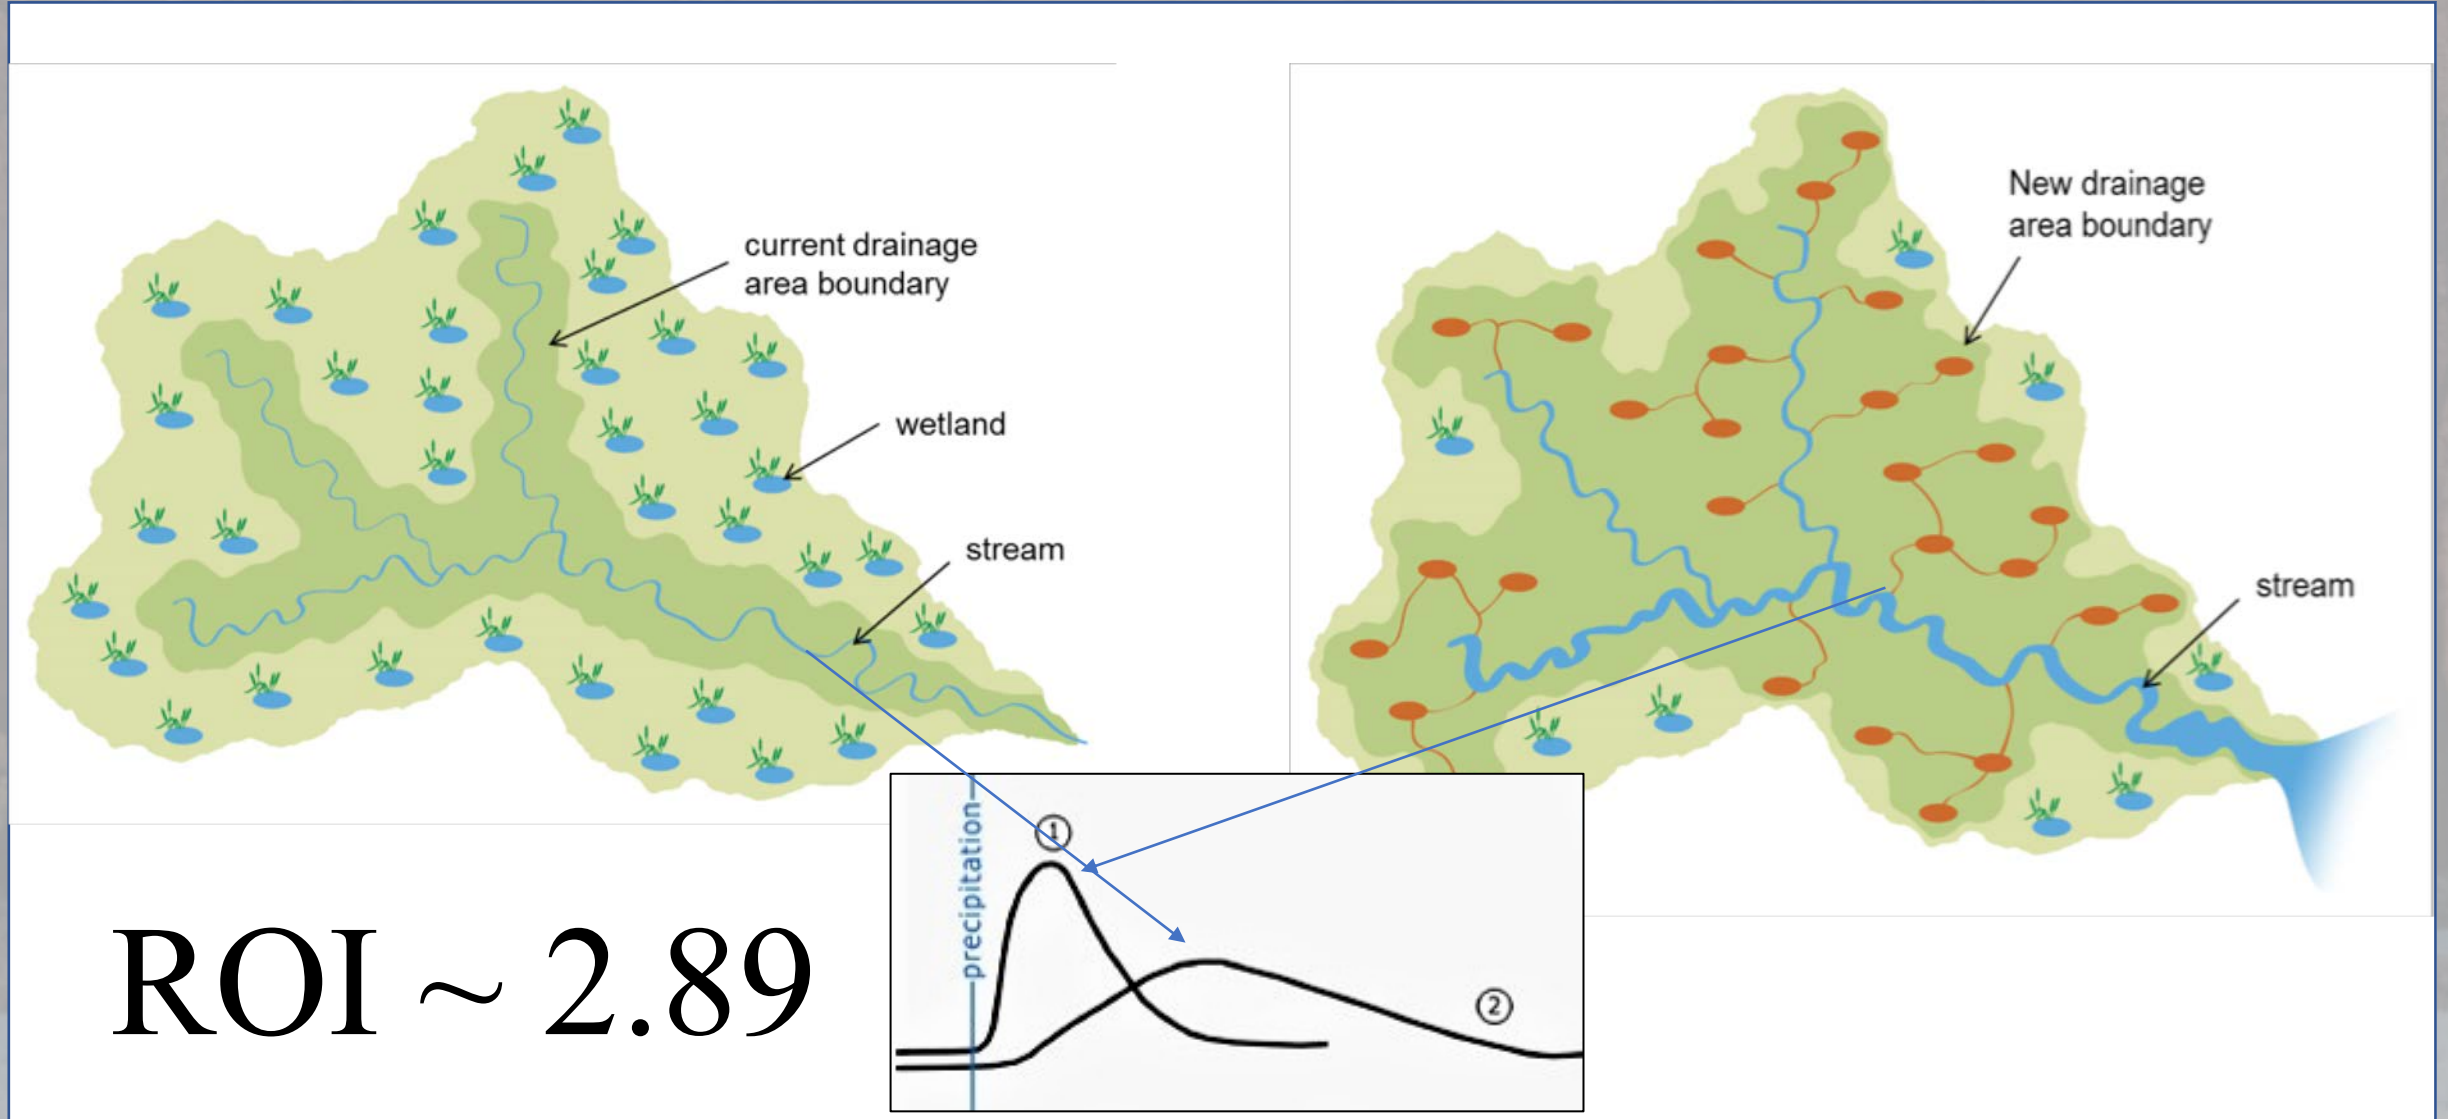 current drainage
area boundary
wetland
stream
New drainage
area boundary
stream
ROI ~ 2.89
precipitation
1
2